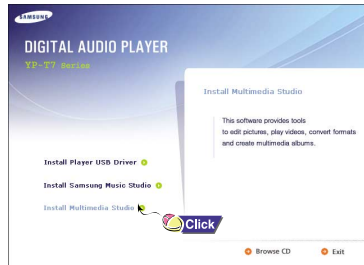 SAMSUNG
DIGITAL AUDIO PLAYER
YP-T7 Series
Install Multimedia Studio
This software provides tools
to edit pictures, play videos, convert formats
and create multimedia albums.
Install Player USB Driver
Install Samsung Music Studio
Install Multimedia Studio
Click
Browse CD
Exit